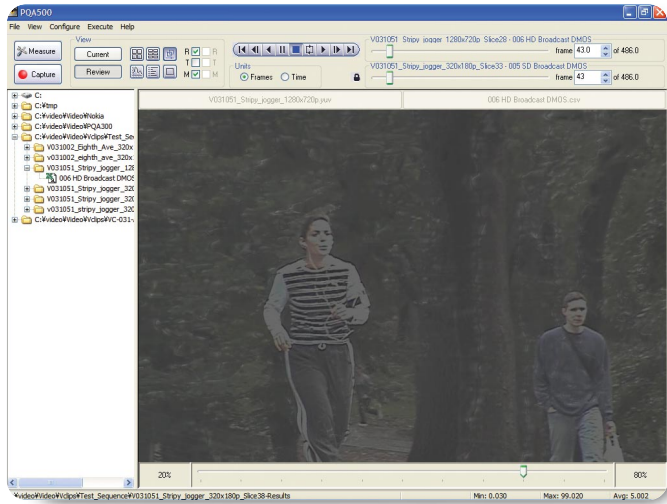 PQA500
File View Configure Execute Help
View
Measure
Current
R R
T T
M M
Capture
Review
Units
Frames Time
V031051_Stripy_jogger_1280x720p_Slice28 - 006 HD Broadcast DMOS
frame 43.0 of 486.0
V031051_Stripy_jogger_320x180p_Slice33 - 005 SD Broadcast DMOS
frame 43 of 486.0
C:
C:¥tmp
C:¥video¥Video¥Nokia
C:¥video¥Video¥PQA300
C:¥video¥Video¥Vclips¥Test_Se
V031002_Eighth_Ave_320x
v031002_eighth_ave_320x
V031051_Stripy_jogger_128
006 HD Broadcast DMOS
V031051_Stripy_jogger_320
V031051_Stripy_jogger_320
v031051_stripy_jogger_320
C:¥video¥Video¥Vclips¥VC-031-
V031051_Stripy_jogger_1280x720p.yuv
006 HD Broadcast DMOS.csv
20% 80%
¥video¥Video¥Vclips¥Test_Sequence¥V031051_Stripy_jogger_320x180p_Slice38-Results
Min: 0.030 Max: 99.020 Avg: 5.002